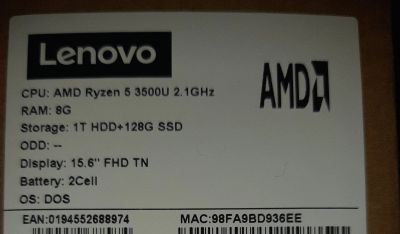 Lenovo
CPU: AMD Ryzen 5 3500U 2.1GHz
AMD
RAM: 8G
Storage: 1T HDD+128G SSD
ODD: --
Display: 15.6" FHD TN
Battery: 2Cell
OS: DOS
EAN:0194552688974 MAC:98FA9BD936EE